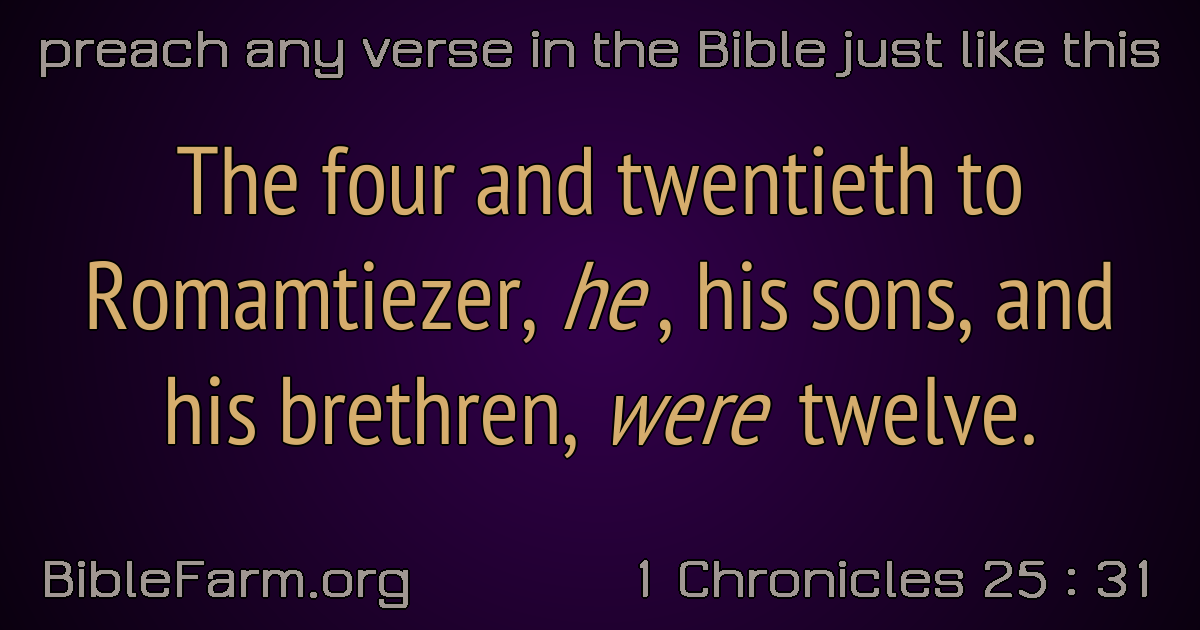 preach any verse in the Bible just like this
The four and twentieth to
Romamtiezer, he, his sons, and
his brethren, were twelve.
BibleFarm.org
1 Chronicles 25 : 31